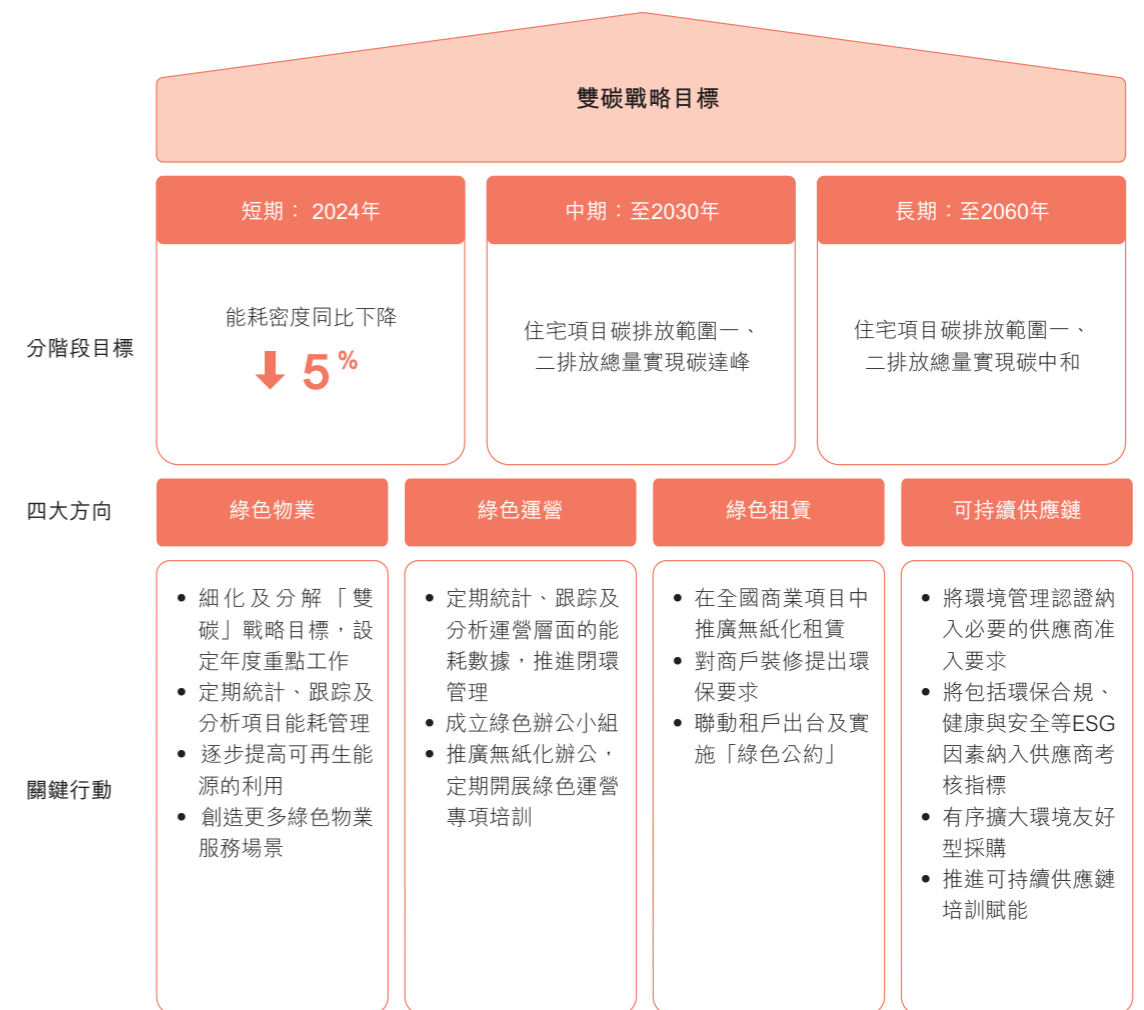 雙碳戰略目標
短期： 2024年
中期：至2030年
長期：至2060年
分階段目標
能耗密度同比下降
5%
住宅項目碳排放範圍一、
二排放總量實現碳達峰
住宅項目碳排放範圍一、
二排放總量實現碳中和
四大方向
綠色物業
綠色運營
綠色租賃
可持續供應鏈
關鍵行動
• 細化及分解「雙
碳」戰略目標，設
定年度重點工作
• 定期統計、跟踪及
分析項目能耗管理
• 逐步提高可再生能
源的利用
• 創造更多綠色物業
服務場景
• 定期統計、跟踪及
分析運營層面的能
耗數據，推進閉環
管理
• 成立綠色辦公小組
• 推廣無紙化辦公，
定期開展綠色運營
專項培訓
• 在全國商業項目中
推廣無紙化租賃
• 對商戶裝修提出環
保要求
• 聯動租戶出台及實
施「綠色公約」
• 將環境管理認證納
入必要的供應商准
入要求
• 將包括環保合規、
健康與安全等ESG
因素納入供應商考
核指標
• 有序擴大環境友好
型採購
• 推進可持續供應鏈
培訓賦能